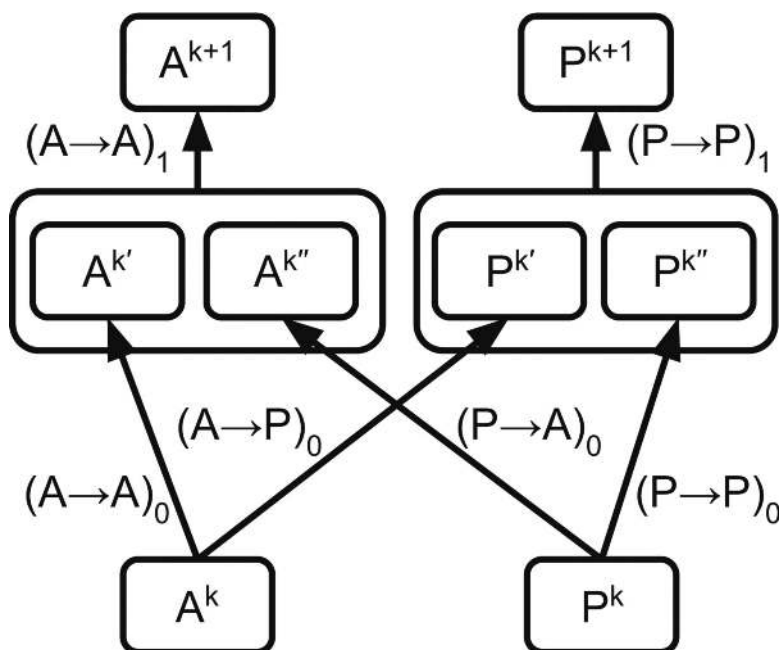 A^{k+1} P^{k+1}
(A→A)_1 (P→P)_1
A^{k′} A^{k″} P^{k′} P^{k″}
(A→P)_0 (P→A)_0
(A→A)_0 (P→P)_0
A^k P^k